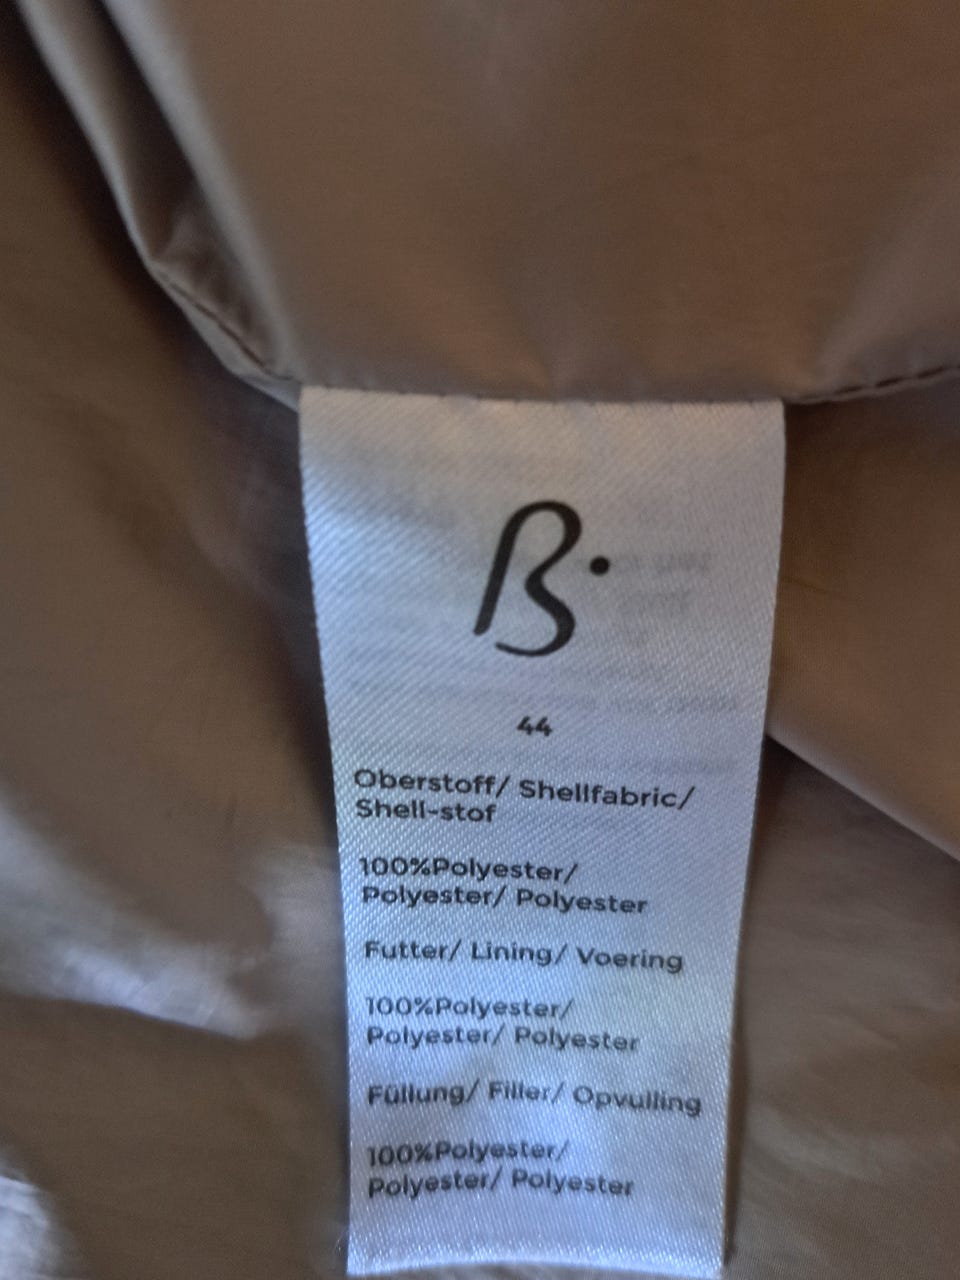 ß·
44
Oberstoff/ Shellfabric/
Shell-stof
100%Polyester/
Polyester/ Polyester
Futter/ Lining/ Voering
100%Polyester/
Polyester/ Polyester
Füllung/ Filler/ Opvulling
100%Polyester/
Polyester/ Polyester